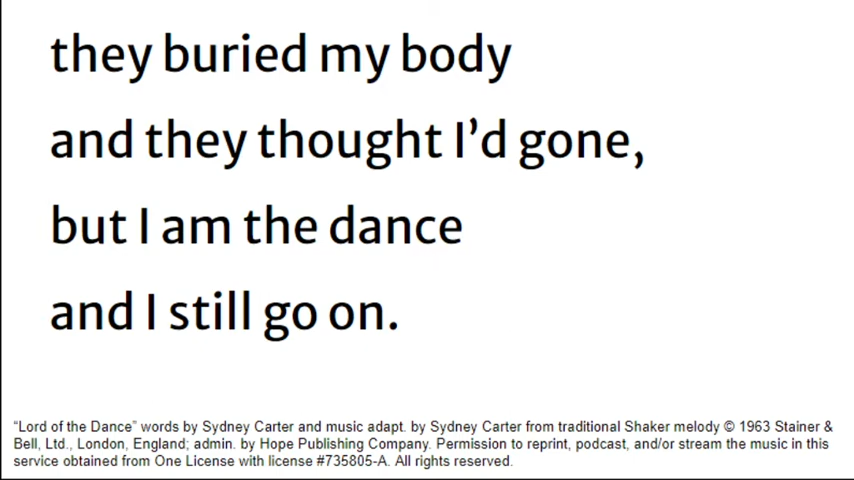 they buried my body
and they thought I’d gone,
but I am the dance
and I still go on.
“Lord of the Dance” words by Sydney Carter and music adapt. by Sydney Carter from traditional Shaker melody © 1963 Stainer &
Bell, Ltd., London, England; admin. by Hope Publishing Company. Permission to reprint, podcast, and/or stream the music in this
service obtained from One License with license #735805-A. All rights reserved.